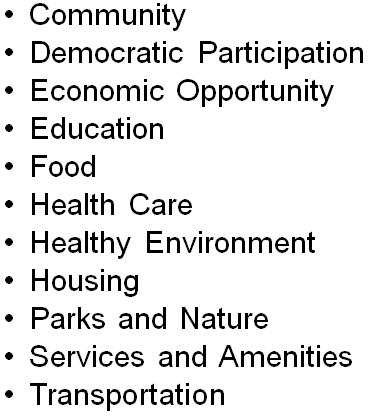 • Community
• Democratic Participation
• Economic Opportunity
• Education
• Food
• Health Care
• Healthy Environment
• Housing
• Parks and Nature
• Services and Amenities
• Transportation